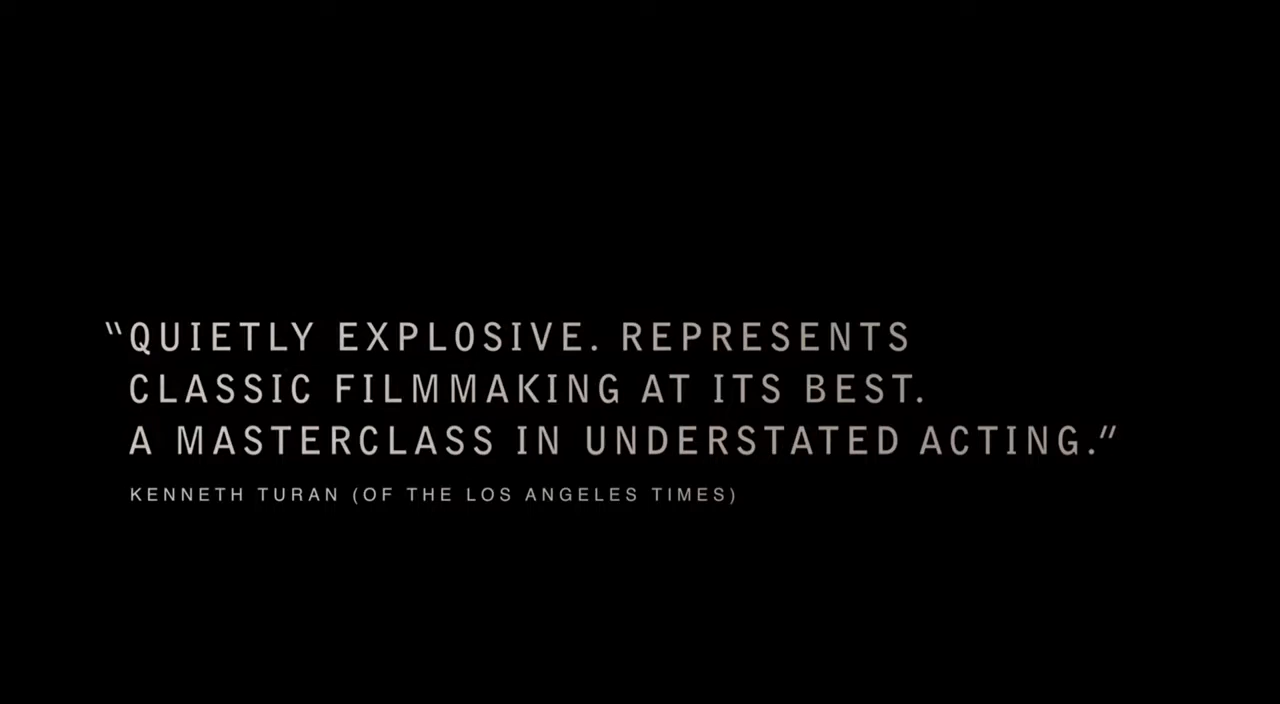 “QUIETLY EXPLOSIVE. REPRESENTS
CLASSIC FILMMAKING AT ITS BEST.
A MASTERCLASS IN UNDERSTATED ACTING.”
KENNETH TURAN (OF THE LOS ANGELES TIMES)